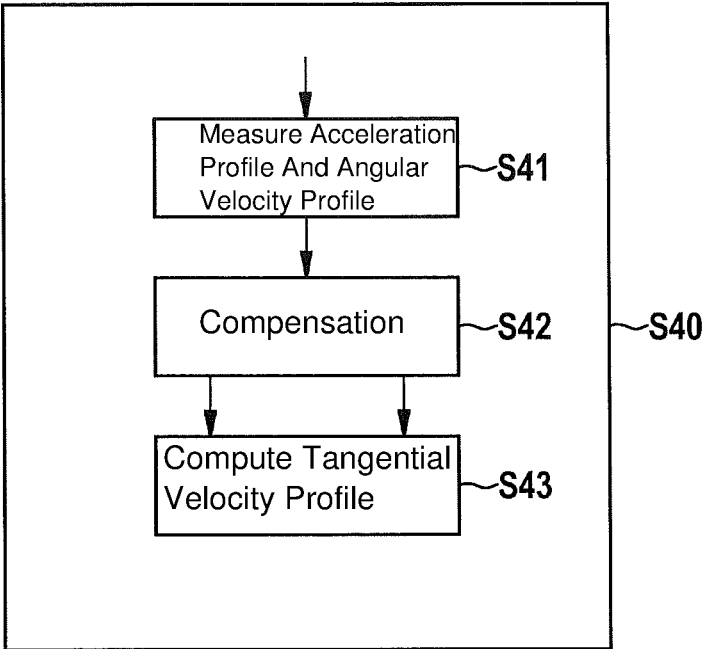 Measure Acceleration
Profile And Angular
Velocity Profile
S41
Compensation
S42
S40
Compute Tangential
Velocity Profile
S43